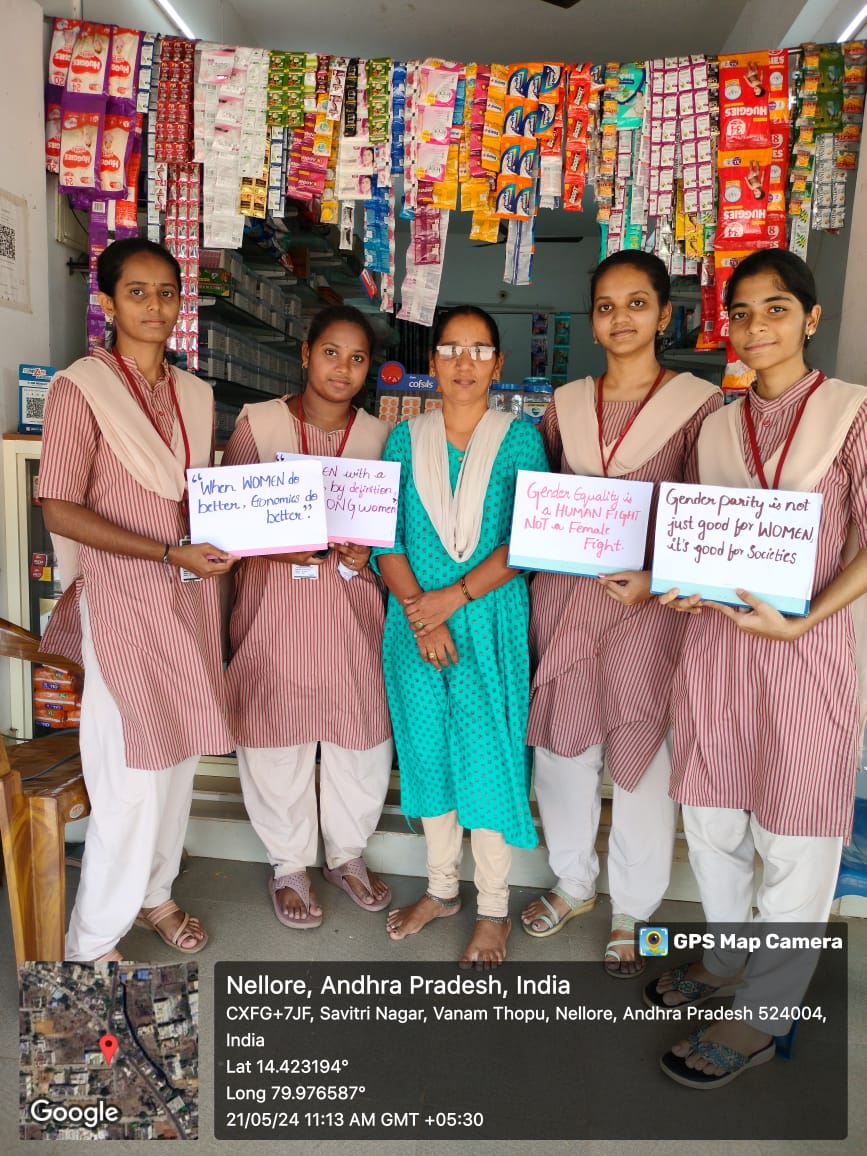 HUGGIES
HUGGIES
cofsils
"When WOMEN do
better, Economics do
better".
EN with a
by definition,
ONG women
Gender Equality is
a HUMAN FIGHT
NOT a Female
Fight.
Gender parity is not
just good for WOMEN,
it's good for Societies
GPS Map Camera
Nellore, Andhra Pradesh, India
CXFG+7JF, Savitri Nagar, Vanam Thopu, Nellore, Andhra Pradesh 524004,
India
Lat 14.423194°
Long 79.976587°
21/05/24 11:13 AM GMT +05:30
Google